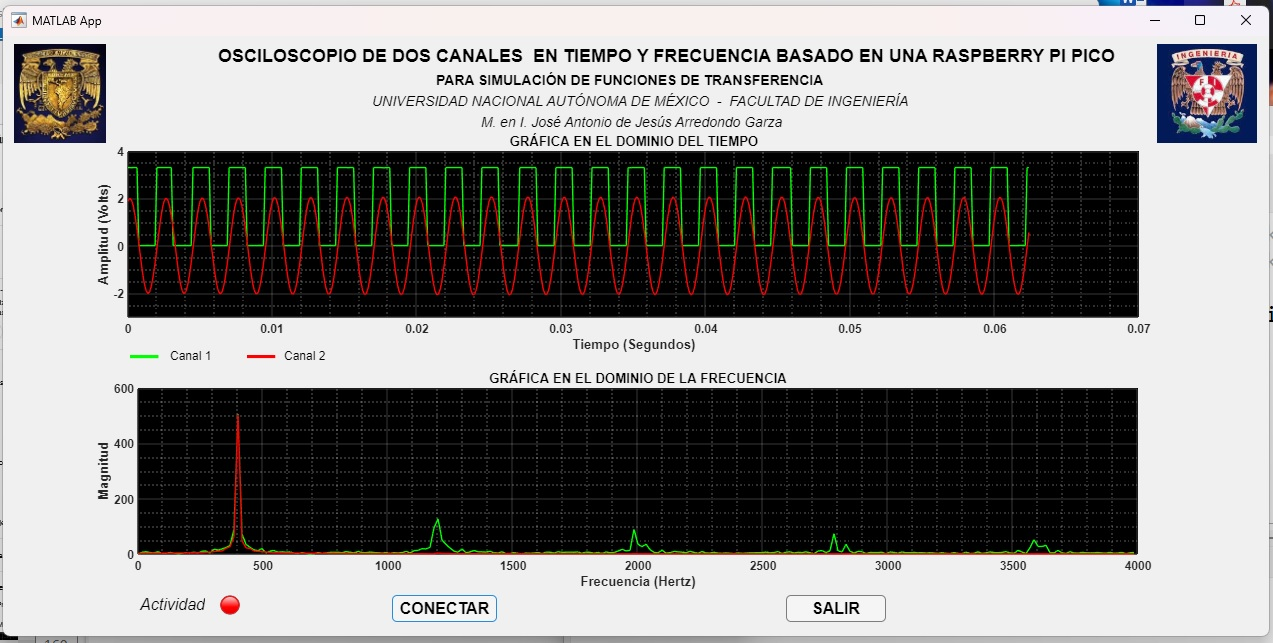 MATLAB App
OSCILOSCOPIO DE DOS CANALES EN TIEMPO Y FRECUENCIA BASADO EN UNA RASPBERRY PI PICO
PARA SIMULACIÓN DE FUNCIONES DE TRANSFERENCIA
UNIVERSIDAD NACIONAL AUTÓNOMA DE MÉXICO - FACULTAD DE INGENIERÍA
M. en I. José Antonio de Jesús Arredondo Garza
INGENIERIA
GRÁFICA EN EL DOMINIO DEL TIEMPO
Amplitud (Volts)
4
2
0
-2
0 0.01 0.02 0.03 0.04 0.05 0.06 0.07
Tiempo (Segundos)
Canal 1 Canal 2
GRÁFICA EN EL DOMINIO DE LA FRECUENCIA
Magnitud
600
400
200
0
0 500 1000 1500 2000 2500 3000 3500 4000
Frecuencia (Hertz)
Actividad CONECTAR SALIR